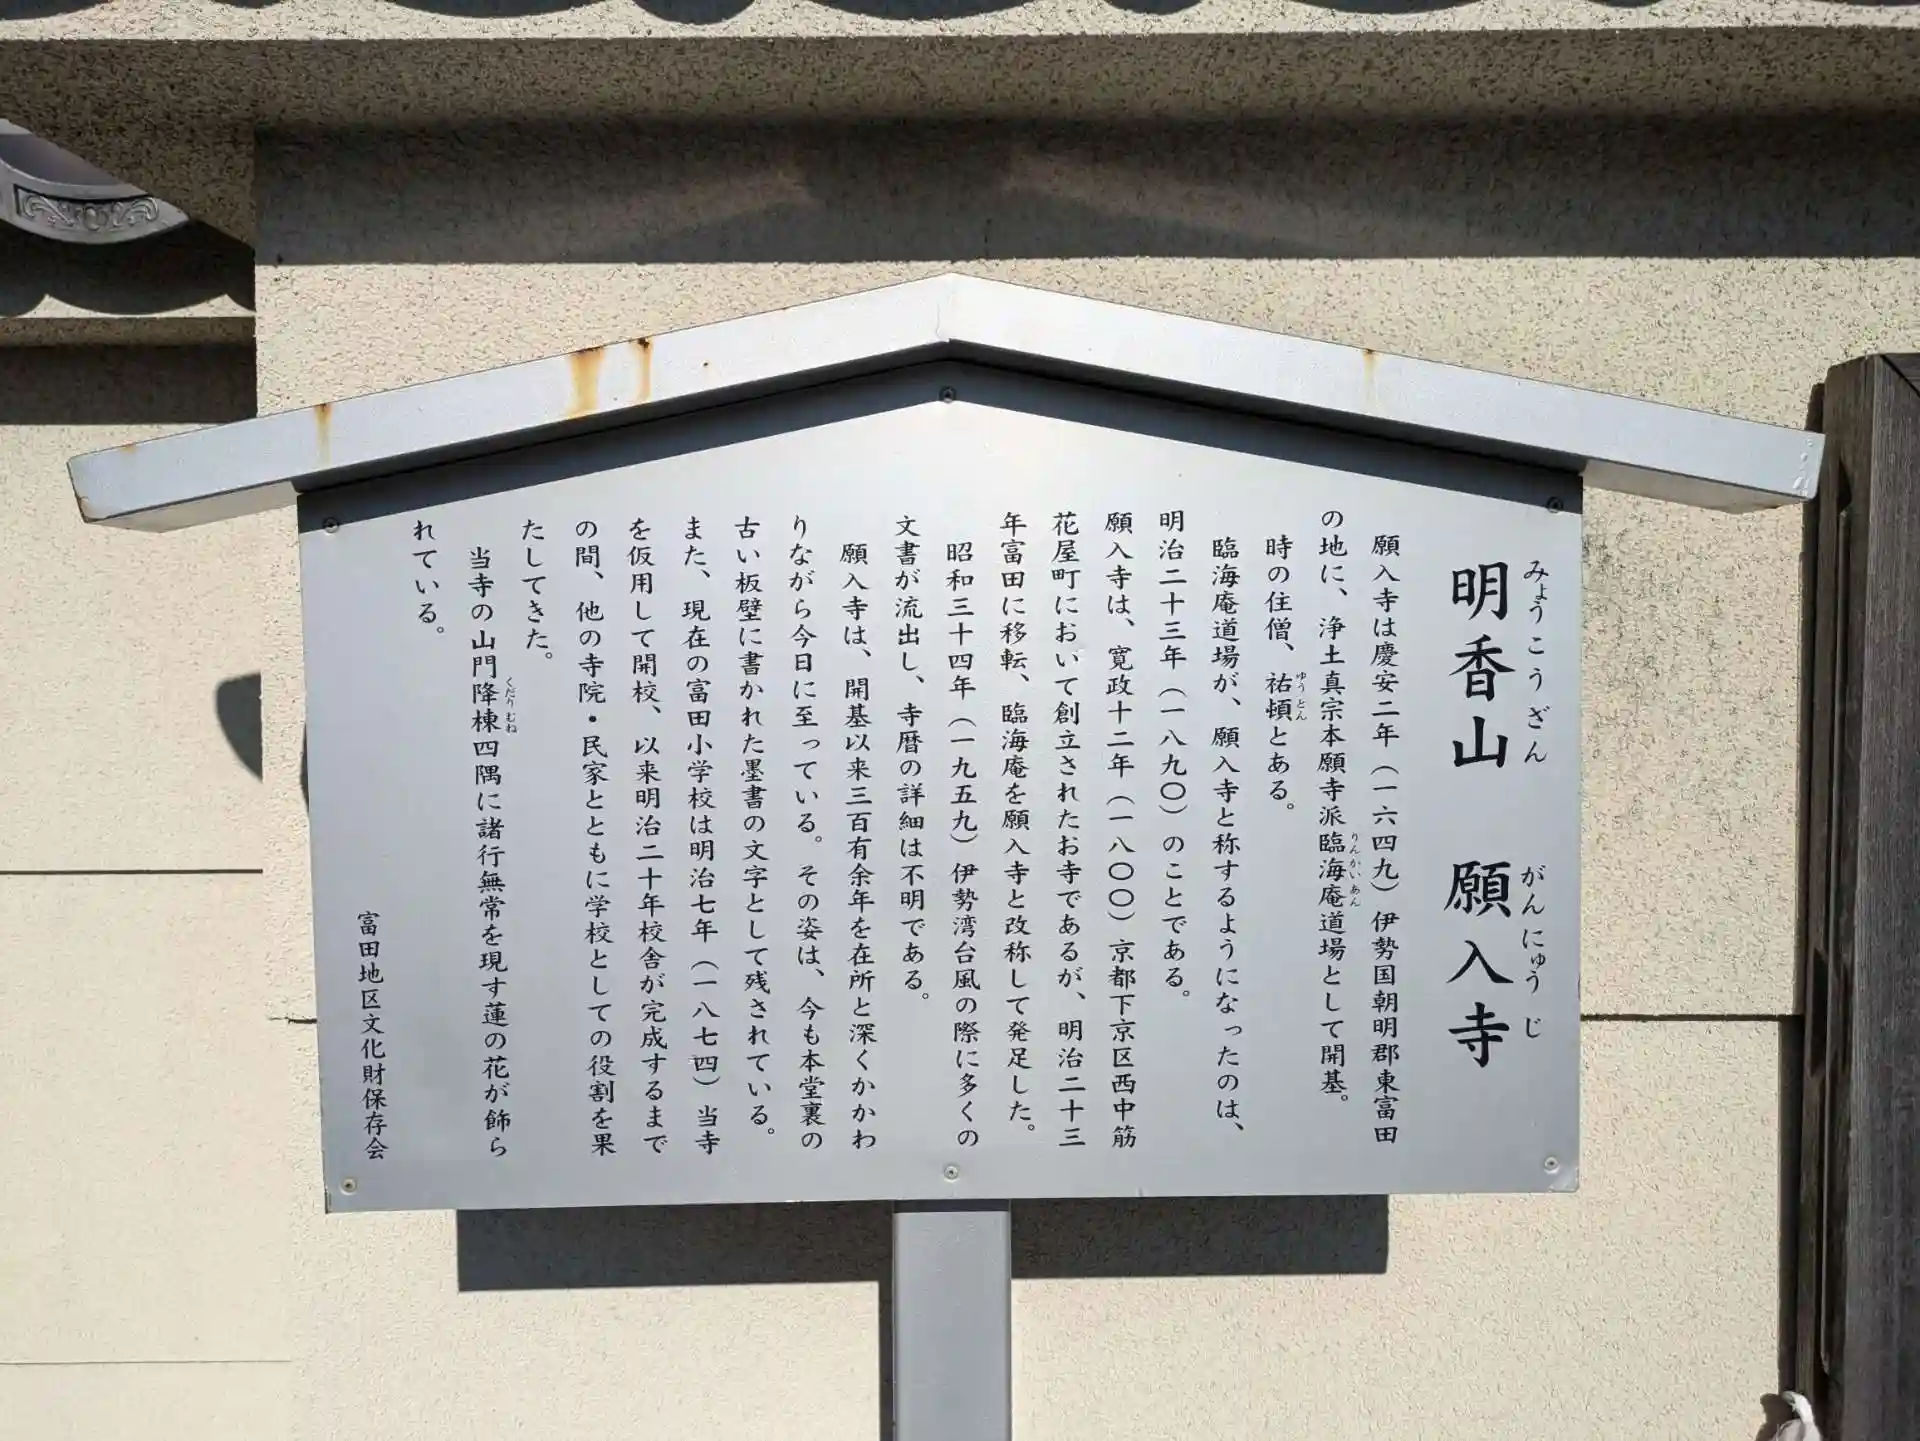 明香山　願入寺
みょうこうざん　がんにゅうじ
願入寺は慶安二年（一六四九）伊勢国朝明郡東富田
の地に、浄土真宗本願寺派臨海庵道場として開基。
りんかいあん
時の住僧、祐頓とある。
ゆうとん
臨海庵道場が、願入寺と称するようになったのは、
明治二十三年（一八九〇）のことである。
願入寺は、寛政十二年（一八〇〇）京都下京区西中筋
花屋町において創立されたお寺であるが、明治二十三
年富田に移転、臨海庵を願入寺と改称して発足した。
昭和三十四年（一九五九）伊勢湾台風の際に多くの
文書が流出し、寺暦の詳細は不明である。
願入寺は、開基以来三百有余年を在所と深くかかわ
りながら今日に至っている。その姿は、今も本堂裏の
古い板壁に書かれた墨書の文字として残されている。
また、現在の富田小学校は明治七年（一八七四）当寺
を仮用して開校、以来明治二十年校舎が完成するまで
の間、他の寺院・民家とともに学校としての役割を果
たしてきた。
当寺の山門降棟四隅に諸行無常を現す蓮の花が飾ら
くだりむね
れている。
富田地区文化財保存会